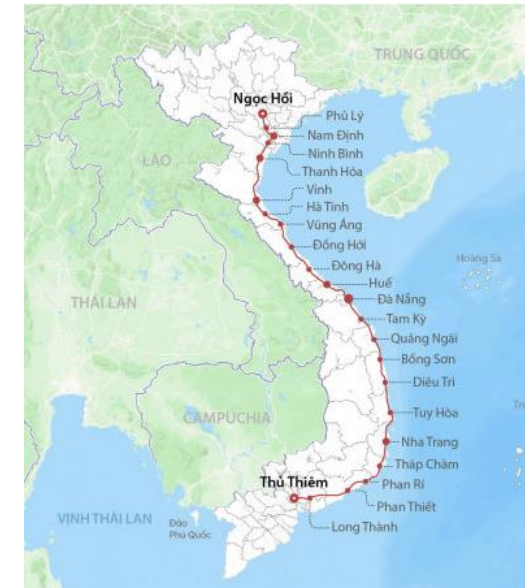 TRUNG QUỐC
Ngọc Hồi
Phủ Lý
Nam Định
Ninh Bình
LÀO
Thanh Hóa
Vinh
Hà Tĩnh
Vũng Áng
Đồng Hới
Hoàng Sa
Đông Hà
Huế
THÁI LAN
Đà Nẵng
Tam Kỳ
Quảng Ngãi
Bồng Sơn
Diêu Trì
CAMPUCHIA
Tuy Hòa
Nha Trang
Tháp Chàm
Thủ Thiêm
Phan Rí
Phan Thiết
VỊNH THÁI LAN
Đảo
Phú Quốc
Long Thành